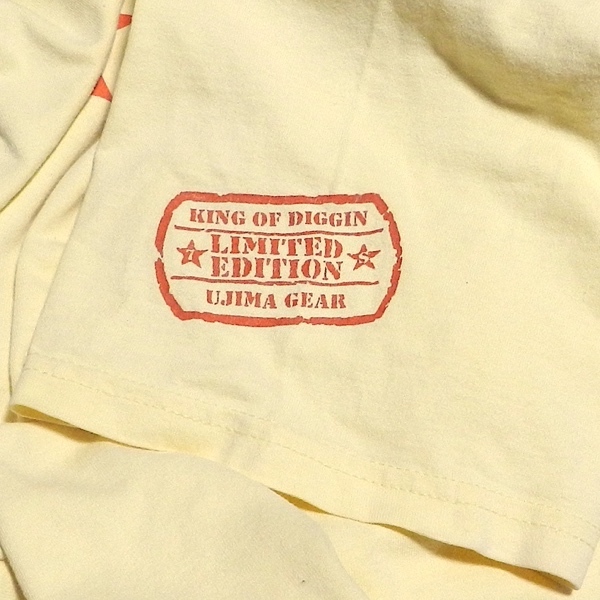 KING OF DIGGIN
LIMITED
EDITION
UJIMA GEAR